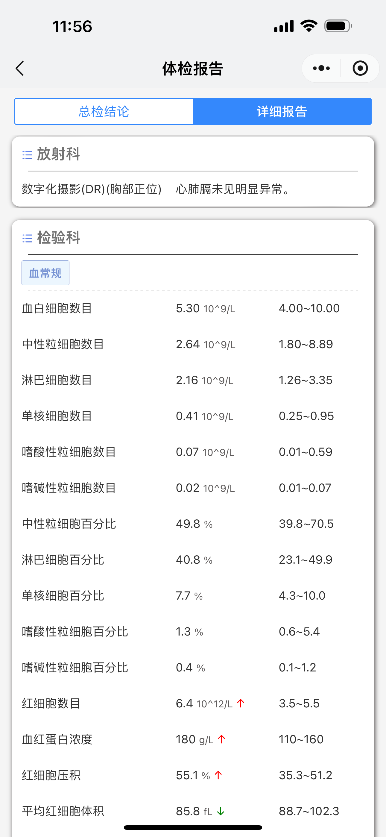 11:56
体检报告
总检结论 详细报告
放射科
数字化摄影(DR)(胸部正位) 心肺膈未见明显异常。
检验科
血常规
血白细胞数目 5.30 10^9/L 4.00~10.00
中性粒细胞数目 2.64 10^9/L 1.80~8.89
淋巴细胞数目 2.16 10^9/L 1.26~3.35
单核细胞数目 0.41 10^9/L 0.25~0.95
嗜酸性粒细胞数目 0.07 10^9/L 0.01~0.59
嗜碱性粒细胞数目 0.02 10^9/L 0.01~0.07
中性粒细胞百分比 49.8 % 39.8~70.5
淋巴细胞百分比 40.8 % 23.1~49.9
单核细胞百分比 7.7 % 4.3~10.0
嗜酸性粒细胞百分比 1.3 % 0.6~5.4
嗜碱性粒细胞百分比 0.4 % 0.1~1.2
红细胞数目 6.4 10^12/L ↑ 3.5~5.5
血红蛋白浓度 180 g/L ↑ 110~160
红细胞压积 55.1 % ↑ 35.3~51.2
平均红细胞体积 85.8 fL ↓ 88.7~102.3